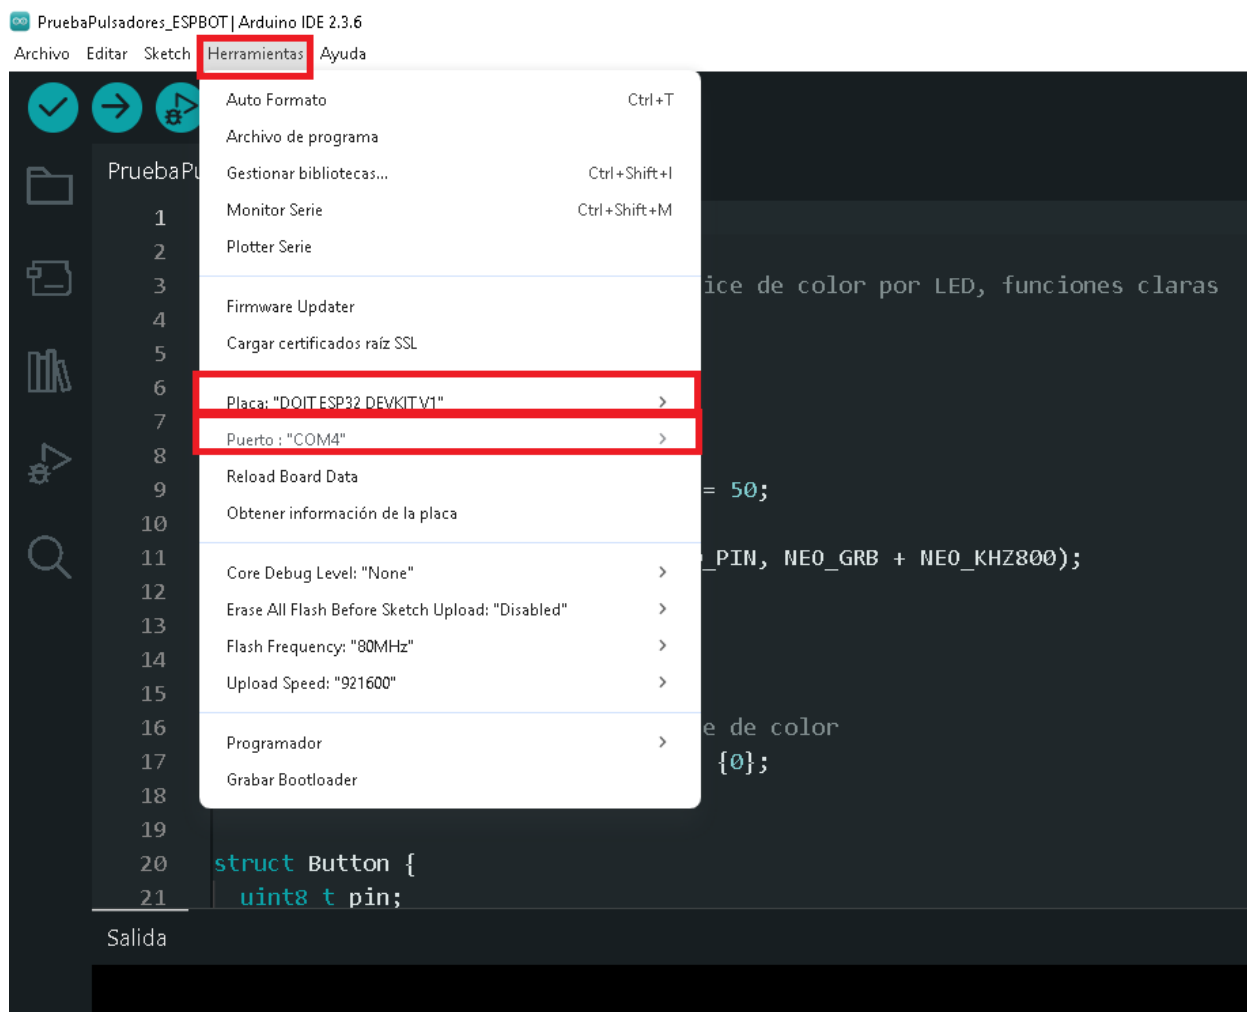 PruebaPulsadores_ESPBOT | Arduino IDE 2.3.6
Archivo Editar Sketch Herramientas Ayuda
Auto Formato Ctrl+T
Archivo de programa
Gestionar bibliotecas... Ctrl+Shift+I
Monitor Serie Ctrl+Shift+M
Plotter Serie
Firmware Updater
Cargar certificados raíz SSL
Placa: "DOIT ESP32 DEVKIT V1"
Puerto : "COM4"
Reload Board Data
Obtener información de la placa
Core Debug Level: "None"
Erase All Flash Before Sketch Upload: "Disabled"
Flash Frequency: "80MHz"
Upload Speed: "921600"
Programador
Grabar Bootloader
PruebaPu
1
2
3 ice de color por LED, funciones claras
4
5
6
7
8
9 = 50;
10
11 _PIN, NEO_GRB + NEO_KHZ800);
12
13
14
15
16 e de color
17 {0};
18
19
20 struct Button {
21 uint8_t pin;
Salida